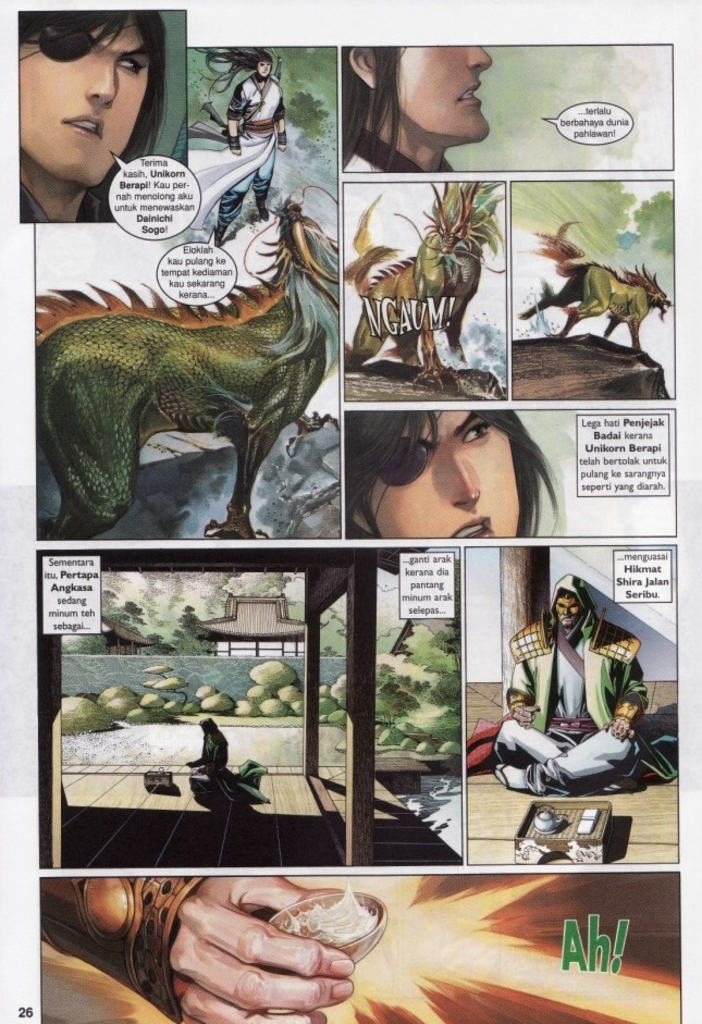 Terima
kasih, Unikorn
Berapi! Kau per-
nah menolong aku
untuk menewaskan
Dainichi
Sogo!
Eloklah
kau pulang ke
tempat kediaman
kau sekarang
kerana...
...terlalu
berbahaya dunia
pahlawan!
NGAUM!
Lega hati Penjejak
Badai kerana
Unikorn Berapi
telah bertolak untuk
pulang ke sarangnya
seperti yang diarah.
Sementara
itu, Pertapa
Angkasa
sedang
minum teh
sebagai...
...ganti arak
kerana dia
pantang
minum arak
selepas...
...menguasai
Hikmat
Shira Jalan
Seribu.
Ah!
26